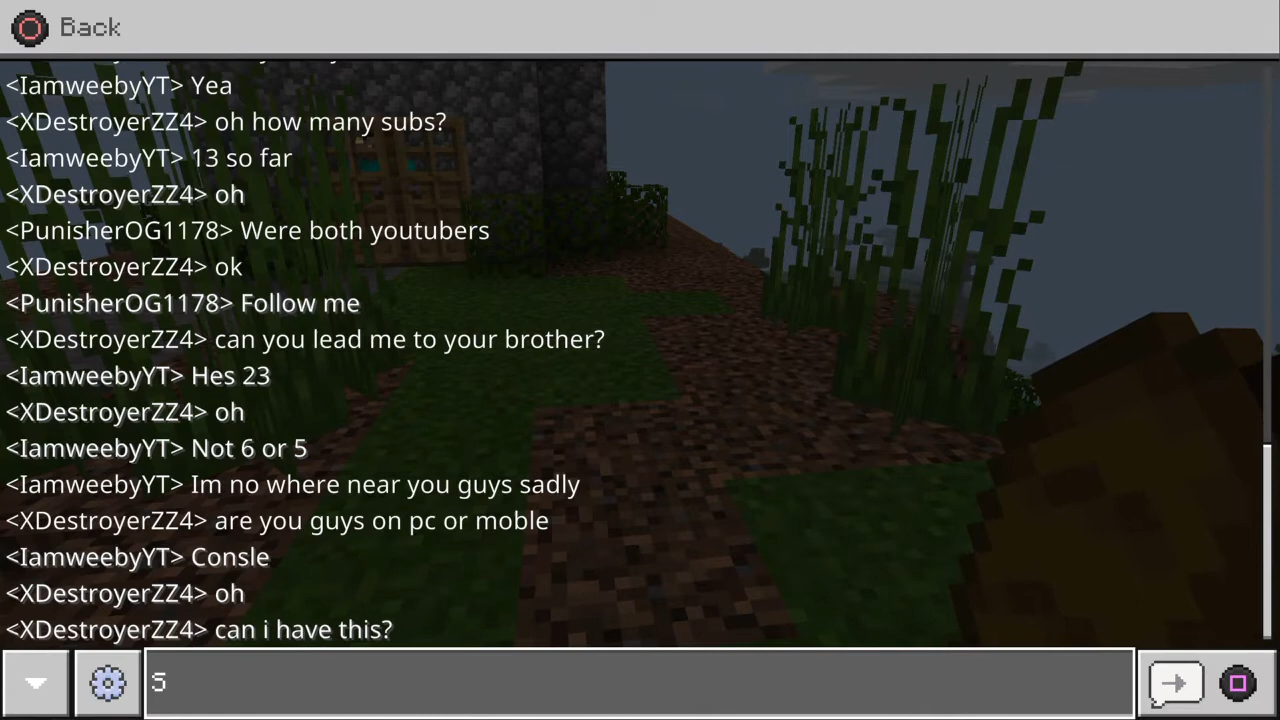 Back
<IamweebyYT> Yea
<XDestroyerZZ4> oh how many subs?
<IamweebyYT> 13 so far
<XDestroyerZZ4> oh
<PunisherOG1178> Were both youtubers
<XDestroyerZZ4> ok
<PunisherOG1178> Follow me
<XDestroyerZZ4> can you lead me to your brother?
<IamweebyYT> Hes 23
<XDestroyerZZ4> oh
<IamweebyYT> Not 6 or 5
<IamweebyYT> Im no where near you guys sadly
<XDestroyerZZ4> are you guys on pc or moble
<IamweebyYT> Consle
<XDestroyerZZ4> oh
<XDestroyerZZ4> can i have this?
S